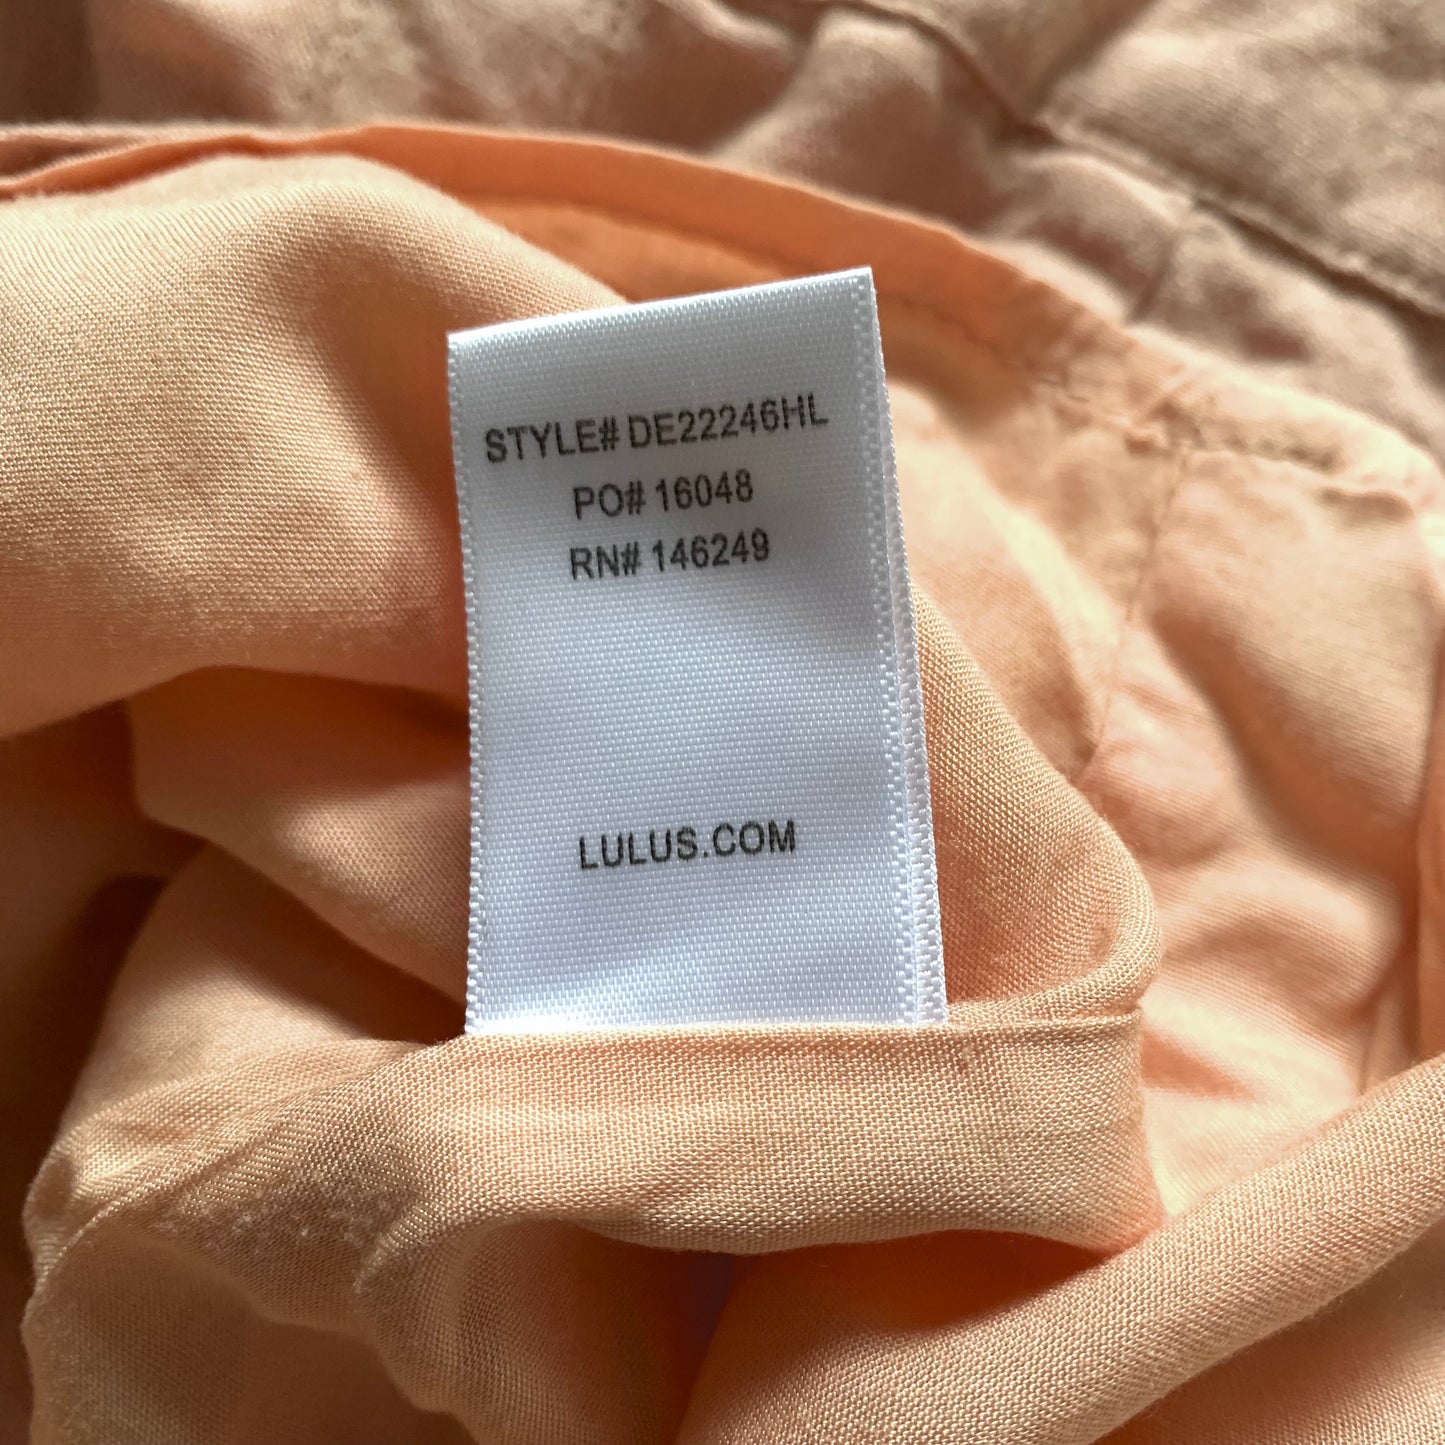 STYLE# DE22246HL
PO# 16048
RN# 146249
LULUS.COM